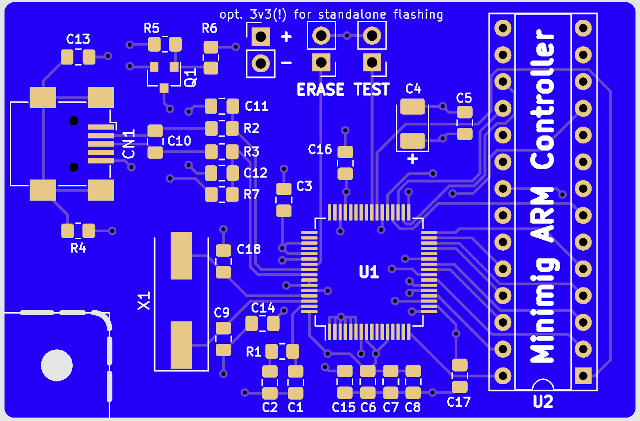 opt. 3v3(!) for standalone flashing
R5
R6
+
−
C13
Q1
ERASE
TEST
C4
C5
+
C11
R2
R3
C12
R7
CN1
C10
C16
C3
R4
C18
X1
C9
C14
R1
C2
C1
U1
C15
C6
C7
C8
C17
Minimig ARM Controller
U2